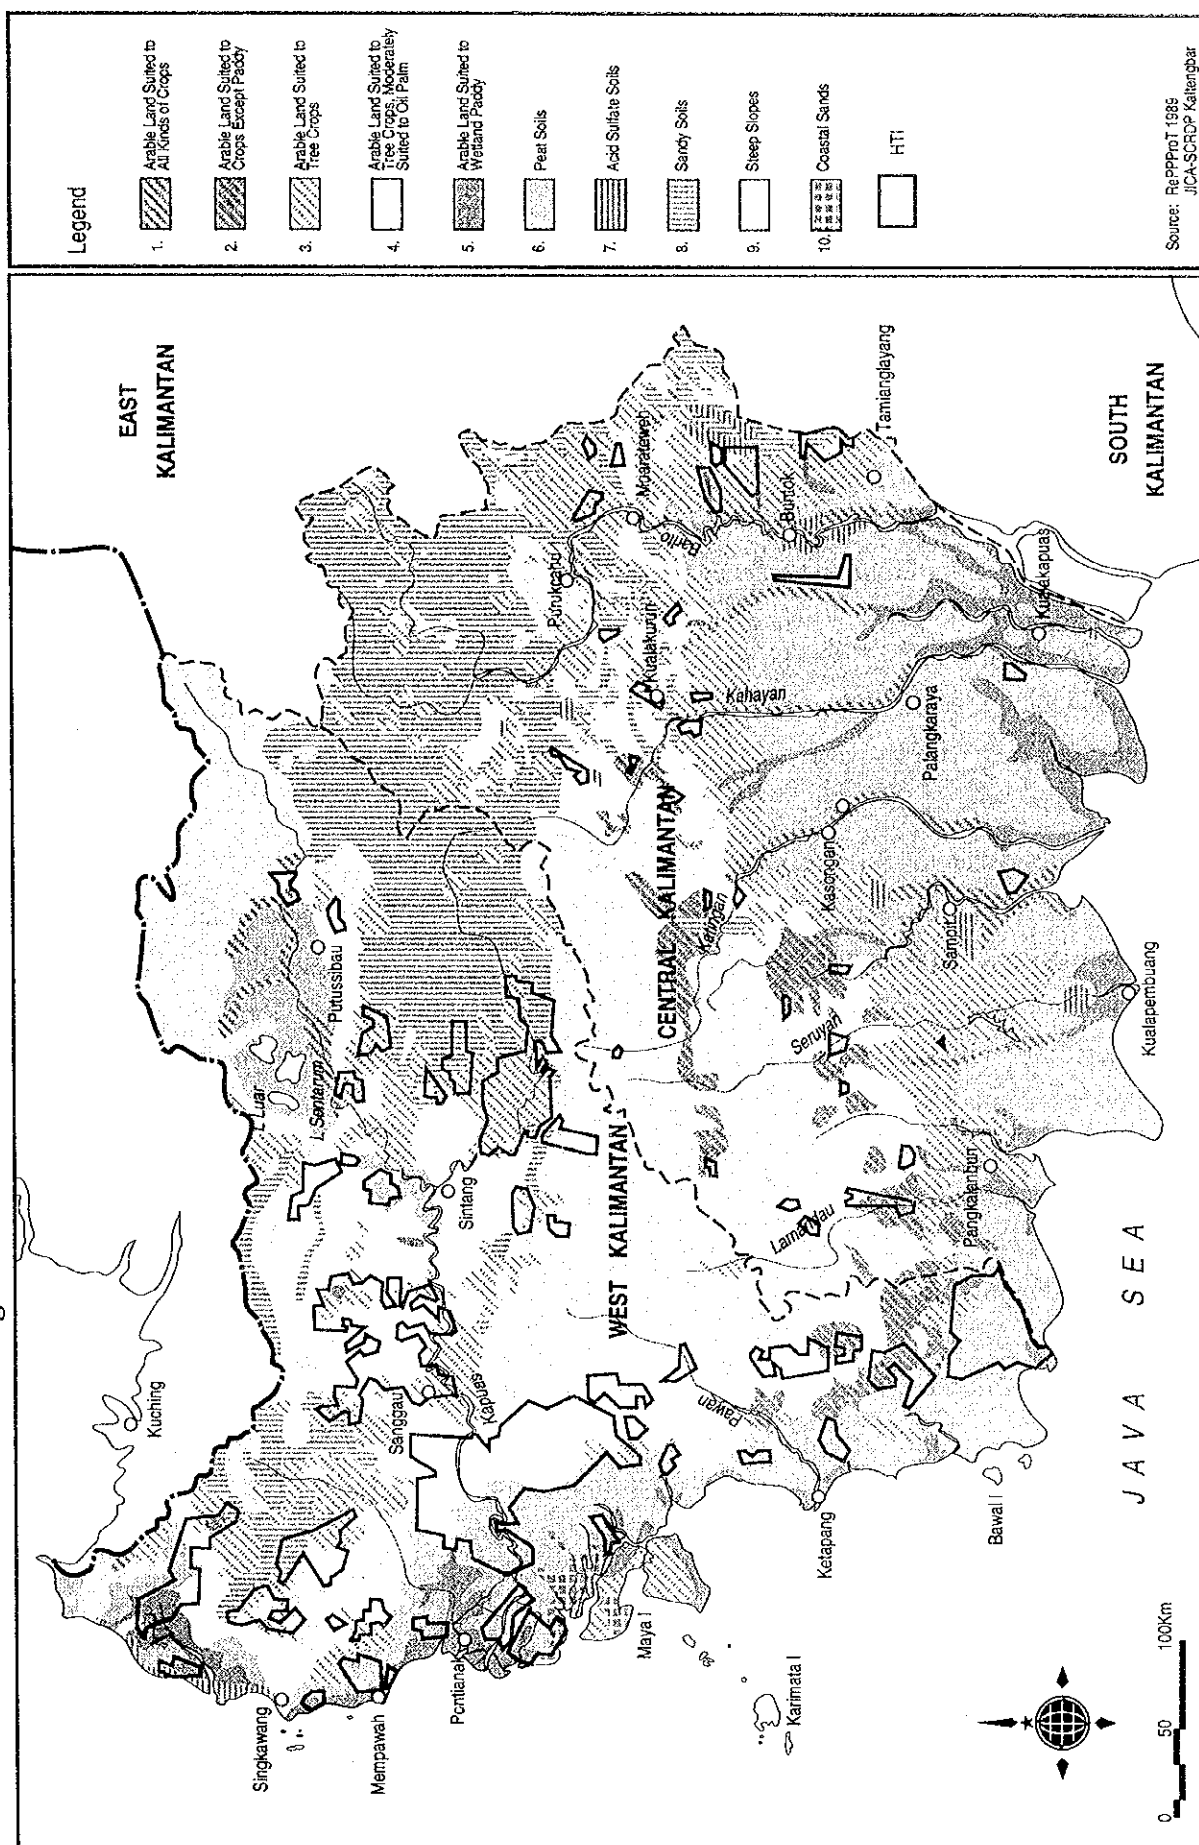 Legend
1. Arable Land Suited to
All Kinds of Crops
2. Arable Land Suited to
Crops Except Paddy
3. Arable Land Suited to
Tree Crops
4. Arable Land Suited to
Tree Crops, Moderately
Suited to Oil Palm
5. Arable Land Suited to
Wetland Paddy
6. Peat Soils
7. Acid Sulfate Soils
8. Sandy Soils
9. Steep Slopes
10. Coastal Sands
HTI
Source: RePPProT 1989
JICA-SCRDP Kaltengbar
EAST
KALIMANTAN
SOUTH
KALIMANTAN
CENTRAL KALIMANTAN
WEST KALIMANTAN
JAVA SEA
Kuching
Singkawang
Mempawah
Pontianak
Sanggau
Kapuas
Sintang
L. Luar
L. Sentarum
Putussibau
Purukcahu
Moarateweh
Barito
Buntok
Tamianglayang
Kualakurun
Kahayan
Kualakapuas
Palangkaraya
Kasongan
Katingan
Sampit
Seruyan
Kualapembuang
Pangkalanbun
Lamandau
Pawan
Ketapang
Bawal I
Maya I
Karimata I
0 50 100Km